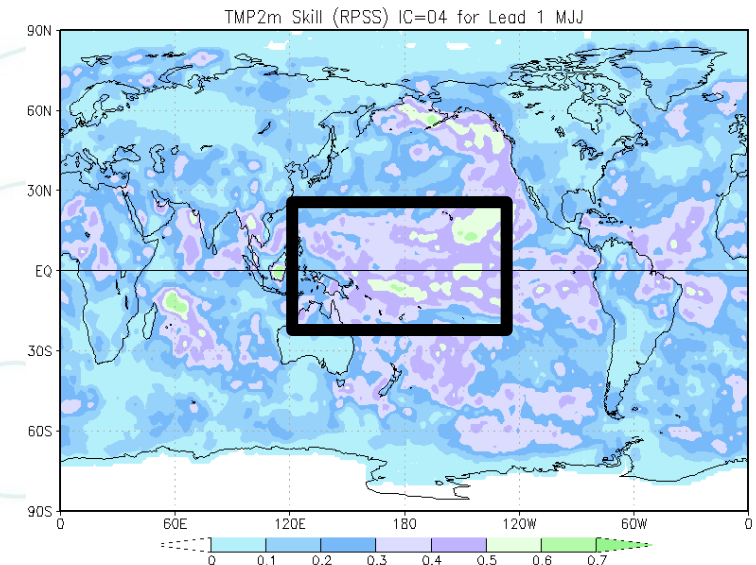 TMP2m Skill (RPSS) IC=04 for Lead 1 MJJ
90N
60N
30N
EQ
30S
60S
90S
0 60E 120E 180 120W 60W 0
0 0.1 0.2 0.3 0.4 0.5 0.6 0.7